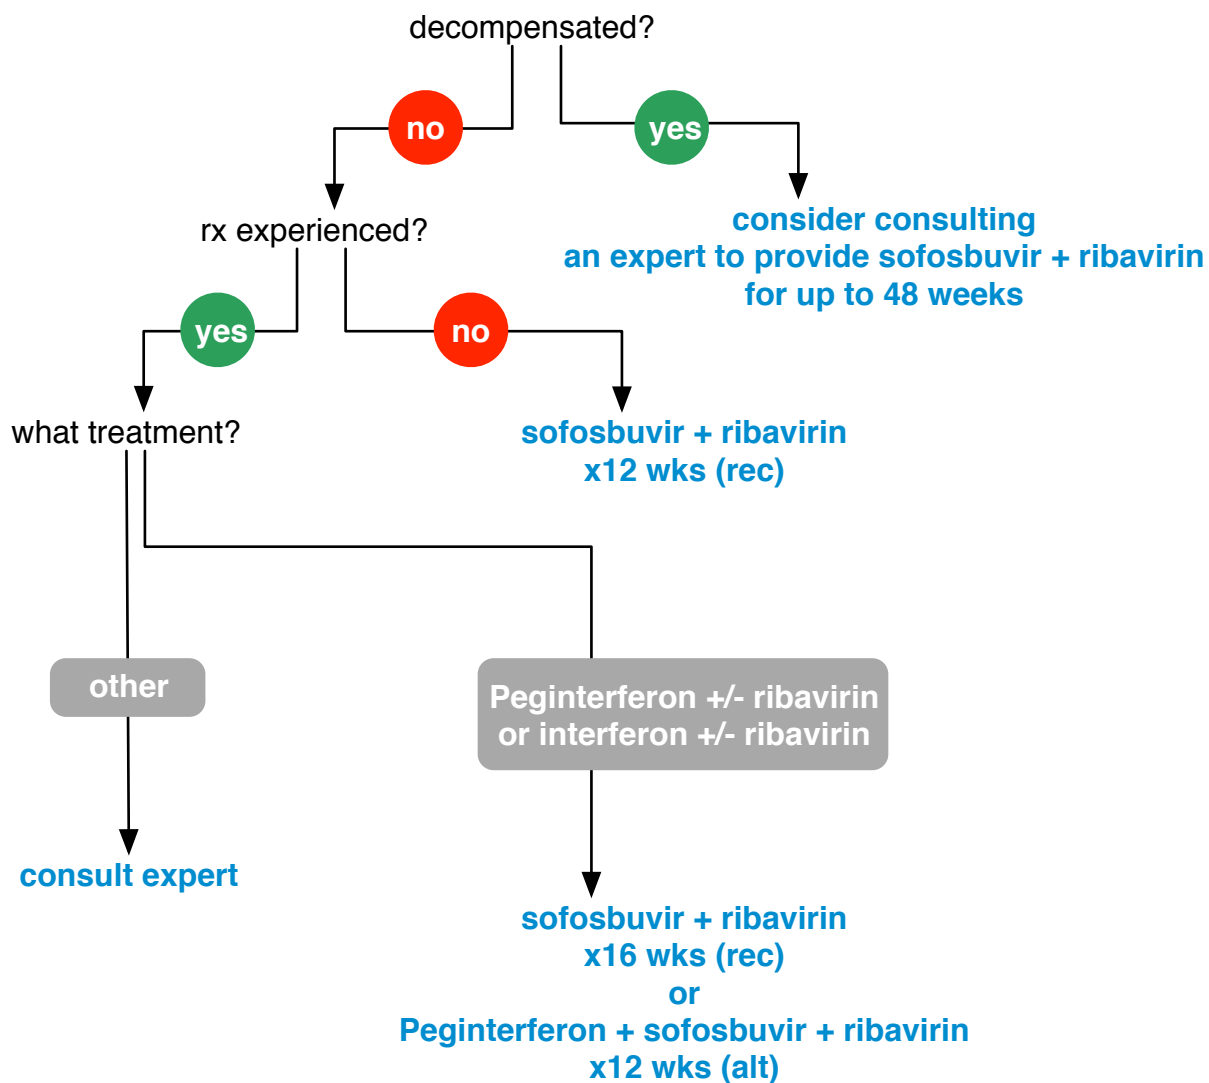 decompensated?
no
yes
consider consulting
an expert to provide sofosbuvir + ribavirin
for up to 48 weeks
rx experienced?
yes
no
what treatment?
sofosbuvir + ribavirin
x12 wks (rec)
other
Peginterferon +/- ribavirin
or interferon +/- ribavirin
consult expert
sofosbuvir + ribavirin
x16 wks (rec)
or
Peginterferon + sofosbuvir + ribavirin
x12 wks (alt)